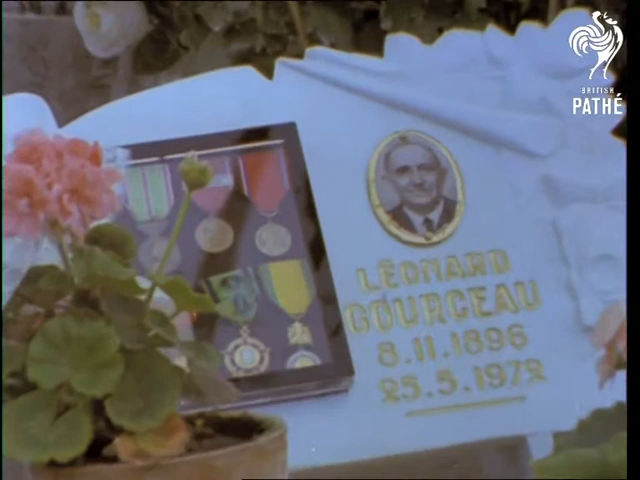 BRITISH
PATHÉ
LÉONARD
GOURCEAU
8.11.1896
25.5.1972